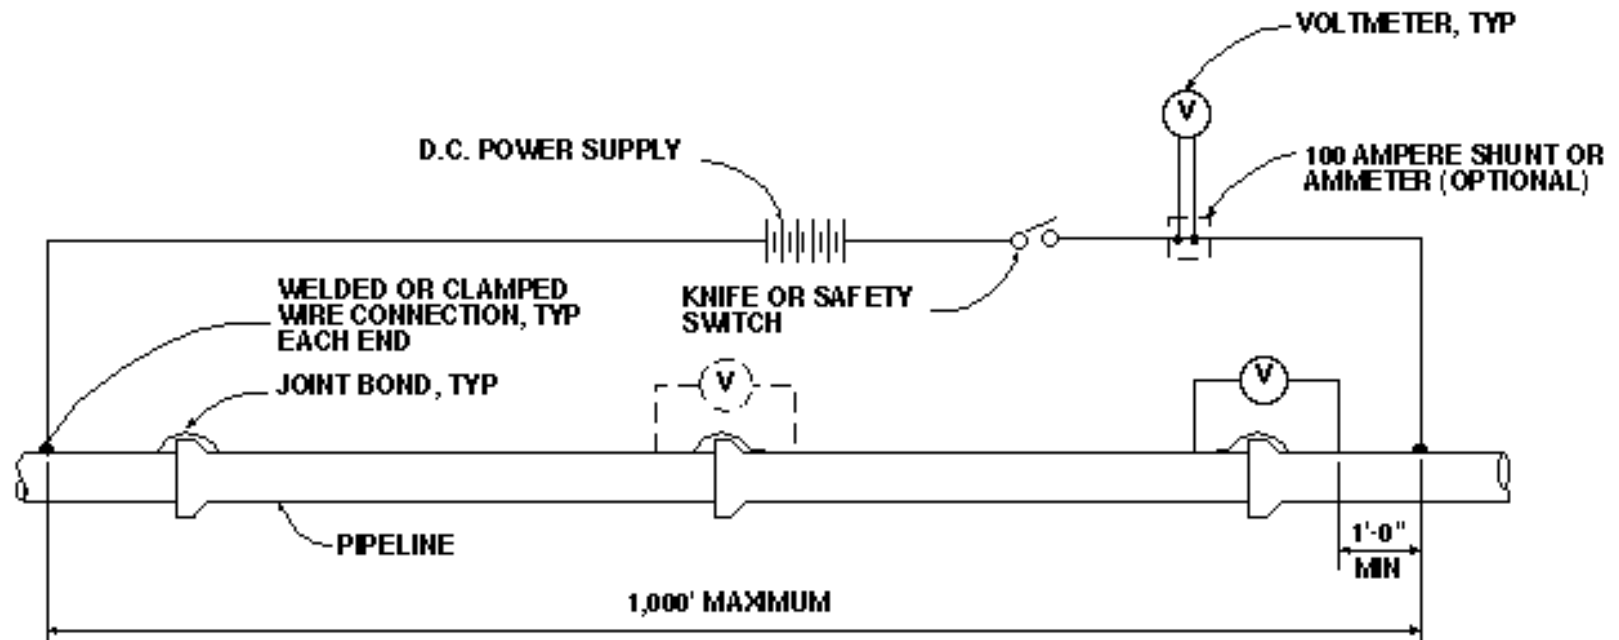 VOLTMETER, TYP
V
D.C. POWER SUPPLY
100 AMPERE SHUNT OR
AMMETER (OPTIONAL)
WELDED OR CLAMPED
WIRE CONNECTION, TYP
EACH END
KNIFE OR SAFETY
SWITCH
JOINT BOND, TYP
V
V
PIPELINE
1'-0"
MIN
1,000' MAXIMUM